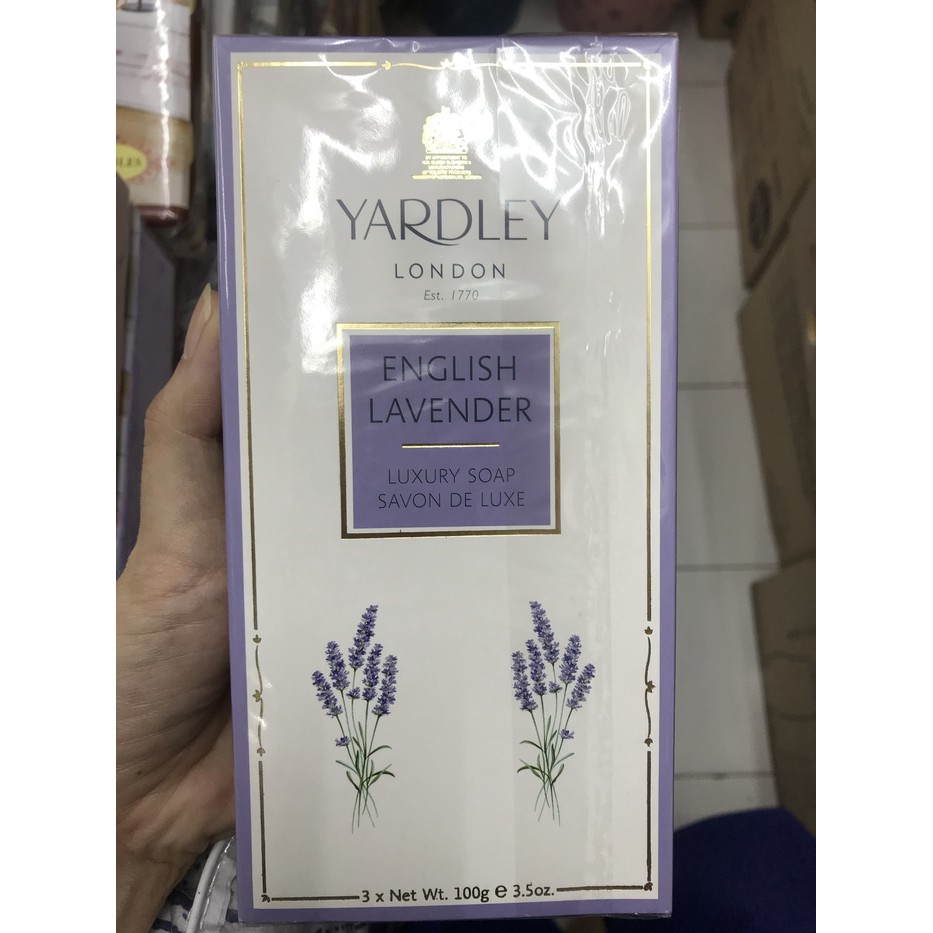 YARDLEY
LONDON
Est. 1770
ENGLISH
LAVENDER
LUXURY SOAP
SAVON DE LUXE
3 x Net Wt. 100g ℮ 3.5oz.